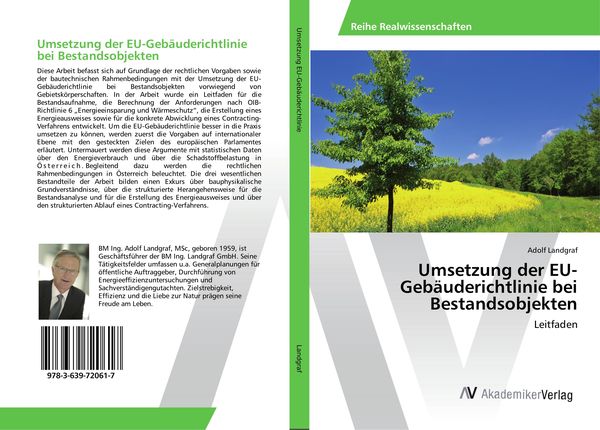 Umsetzung der EU-Gebäuderichtlinie
bei Bestandsobjekten
Diese Arbeit befasst sich auf Grundlage der rechtlichen Vorgaben sowie
der bautechnischen Rahmenbedingungen mit der Umsetzung der EU-
Gebäuderichtlinie bei Bestandsobjekten vorwiegend von
Gebietskörperschaften. In der Arbeit wurde ein Leitfaden für die
Bestandsaufnahme, die Berechnung der Anforderungen nach OIB-
Richtlinie 6 „Energieeinsparung und Wärmeschutz“, die Erstellung eines
Energieausweises sowie für die konkrete Abwicklung eines Contracting-
Verfahrens entwickelt. Um die EU-Gebäuderichtlinie besser in die Praxis
umsetzen zu können, werden zuerst die Vorgaben auf internationaler
Ebene mit den gesteckten Zielen des europäischen Parlamentes
erläutert. Untermauert werden diese Argumente mit statistischen Daten
über den Energieverbrauch und über die Schadstoffbelastung in
Österreich. Begleitend dazu werden die rechtlichen
Rahmenbedingungen in Österreich beleuchtet. Die drei wesentlichen
Bestandteile der Arbeit bilden einen Exkurs über bauphysikalische
Grundverständnisse, über die strukturierte Herangehensweise für die
Bestandsanalyse und für die Erstellung des Energieausweises und über
den strukturierten Ablauf eines Contracting-Verfahrens.
BM Ing. Adolf Landgraf, MSc, geboren 1959, ist
Geschäftsführer der BM Ing. Landgraf GmbH. Seine
Tätigkeitsfelder umfassen u.a. Generalplanungen für
öffentliche Auftraggeber, Durchführung von
Energieeffizienzuntersuchungen und
Sachverständigengutachten. Zielstrebigkeit,
Effizienz und die Liebe zur Natur prägen seine
Freude am Leben.
978-3-639-72061-7
Umsetzung EU-Gebäuderichtlinie
Landgraf
Reihe Realwissenschaften
Adolf Landgraf
Umsetzung der EU-
Gebäuderichtlinie bei
Bestandsobjekten
Leitfaden
AV AkademikerVerlag